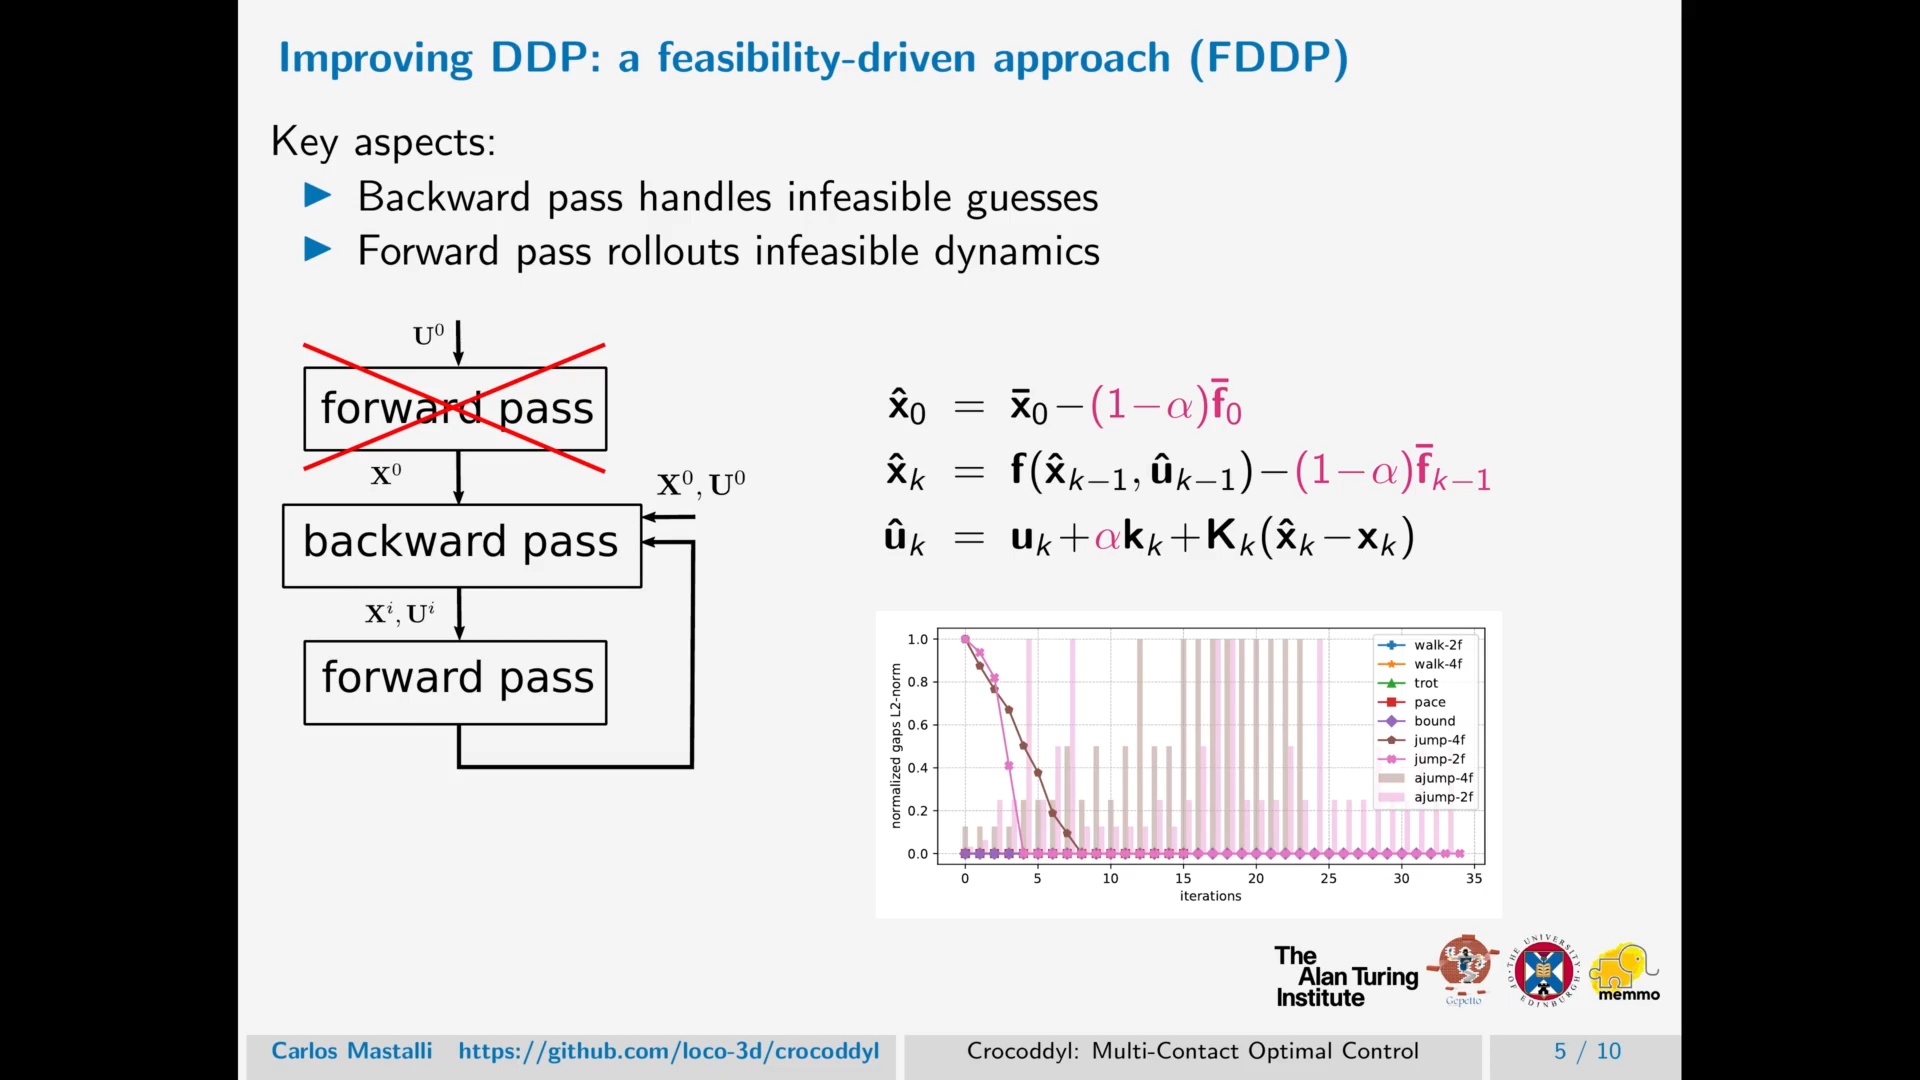 Improving DDP: a feasibility-driven approach (FDDP)
Key aspects:
Backward pass handles infeasible guesses
Forward pass rollouts infeasible dynamics
U⁰
forward pass
X⁰
X⁰, U⁰
backward pass
Xⁱ, Uⁱ
forward pass
x̂₀ = x̄₀−(1−α)f̄₀
x̂ₖ = f(x̂ₖ₋₁, ûₖ₋₁)−(1−α)f̄ₖ₋₁
ûₖ = uₖ+αkₖ+Kₖ(x̂ₖ−xₖ)
normalized gaps L2-norm
1.0
0.8
0.6
0.4
0.2
0.0
0 5 10 15 20 25 30 35
iterations
walk-2f
walk-4f
trot
pace
bound
jump-4f
jump-2f
ajump-4f
ajump-2f
The
Alan Turing
Institute
Gepetto
THE UNIVERSITY OF EDINBURGH
memmo
Carlos Mastalli https://github.com/loco-3d/crocoddyl Crocoddyl: Multi-Contact Optimal Control 5 / 10